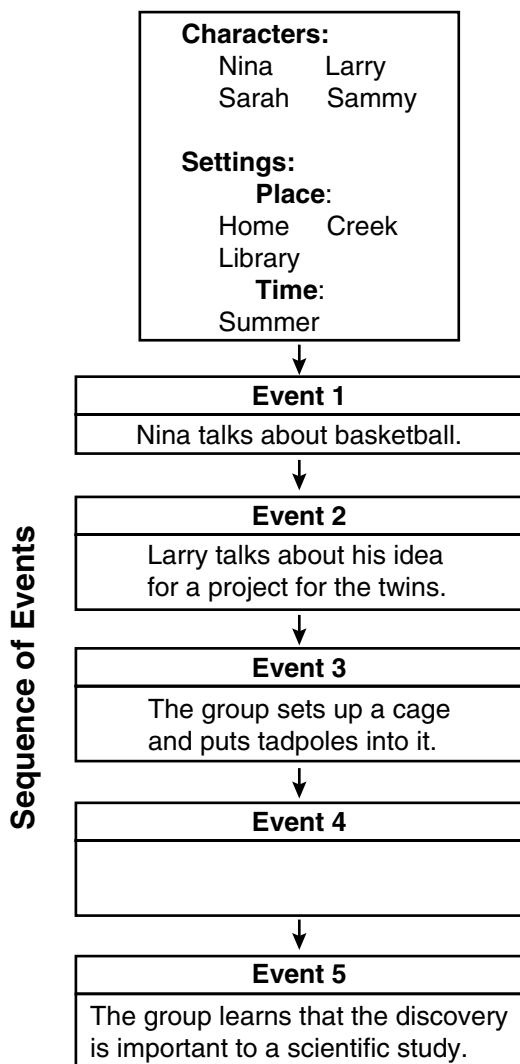 Characters:
Nina Larry
Sarah Sammy
Settings:
Place:
Home Creek
Library
Time:
Summer
Sequence of Events
Event 1
Nina talks about basketball.
Event 2
Larry talks about his idea
for a project for the twins.
Event 3
The group sets up a cage
and puts tadpoles into it.
Event 4
Event 5
The group learns that the discovery
is important to a scientific study.